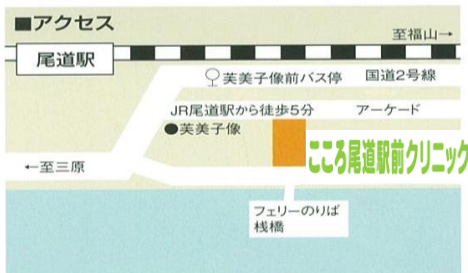 ■アクセス
至福山→
尾道駅
芙美子像前バス停
国道2号線
JR尾道駅から徒歩5分
アーケード
●芙美子像
こころ尾道駅前クリニック
←至三原
フェリーのりば
桟橋